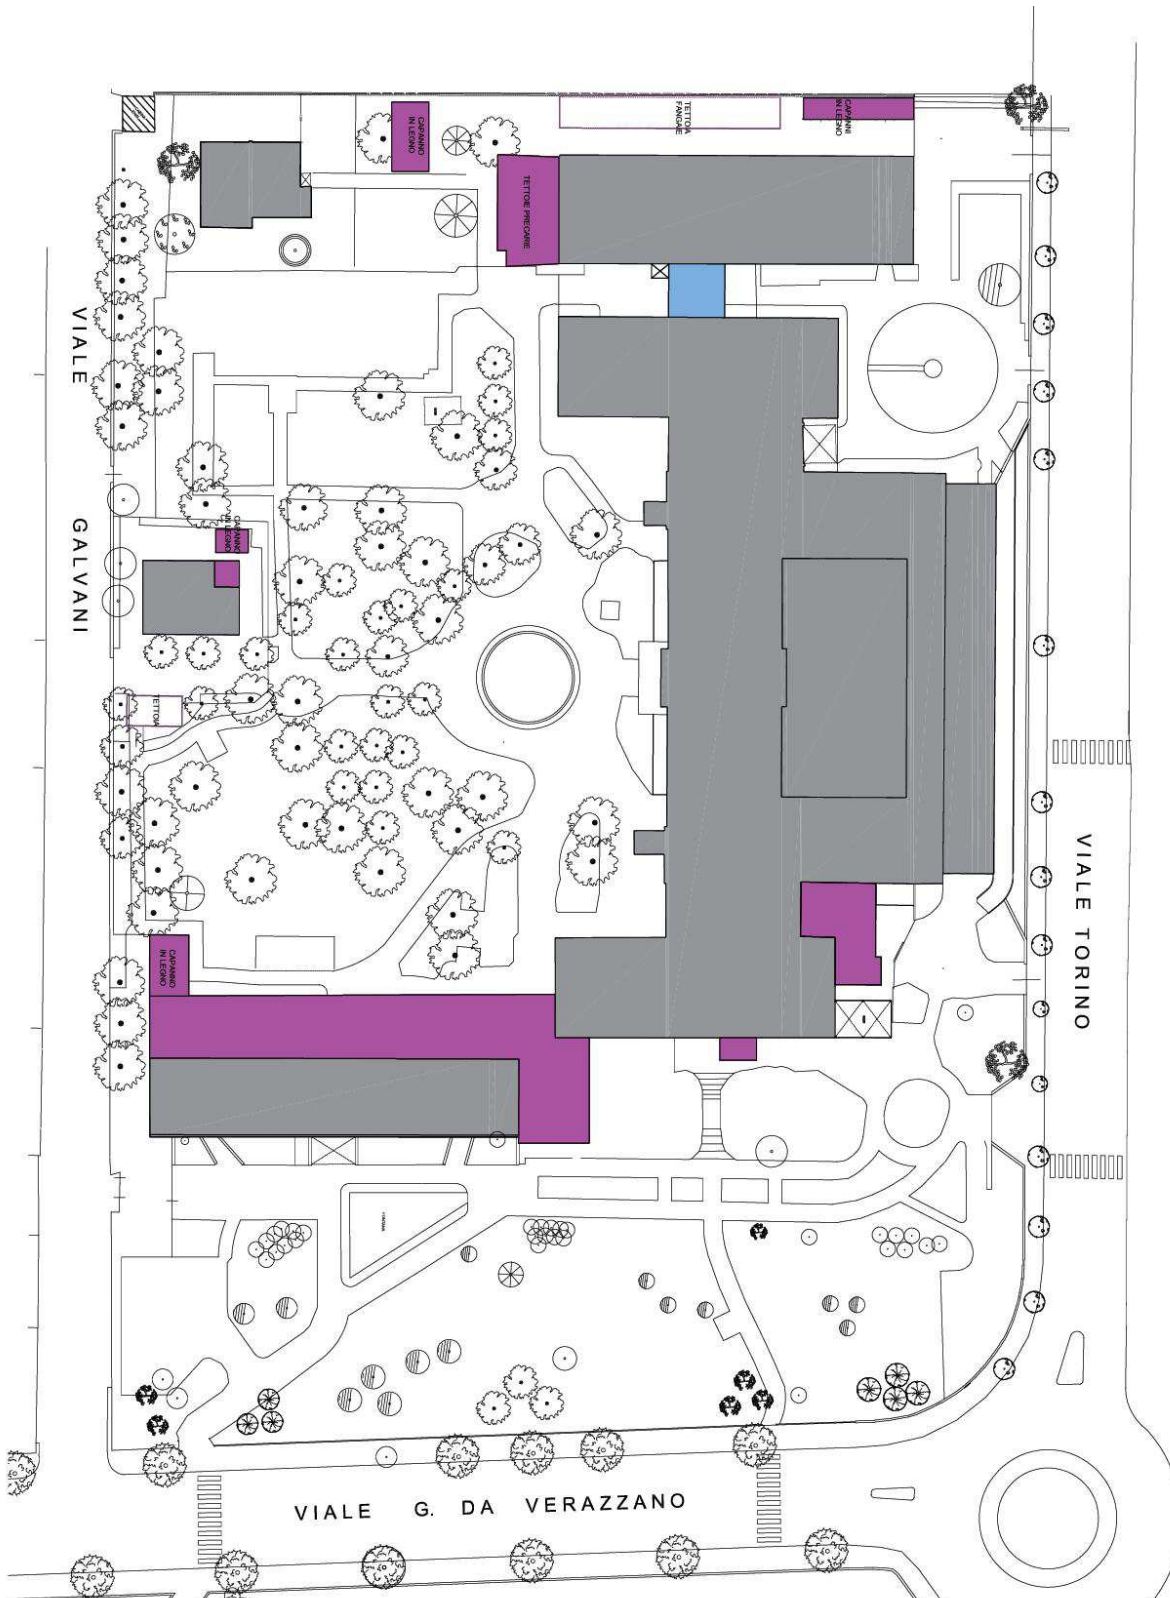 TETTOIA
FANGAIE
CAPANNI
IN LEGNO
CAPANNO
IN LEGNO
TETTOIE PRECARIE
VIALE GALVANI
CAPANNO
IN LEGNO
TETTOIA
CAPANNO
IN LEGNO
VIALE TORINO
VIALE G. DA VERAZZANO